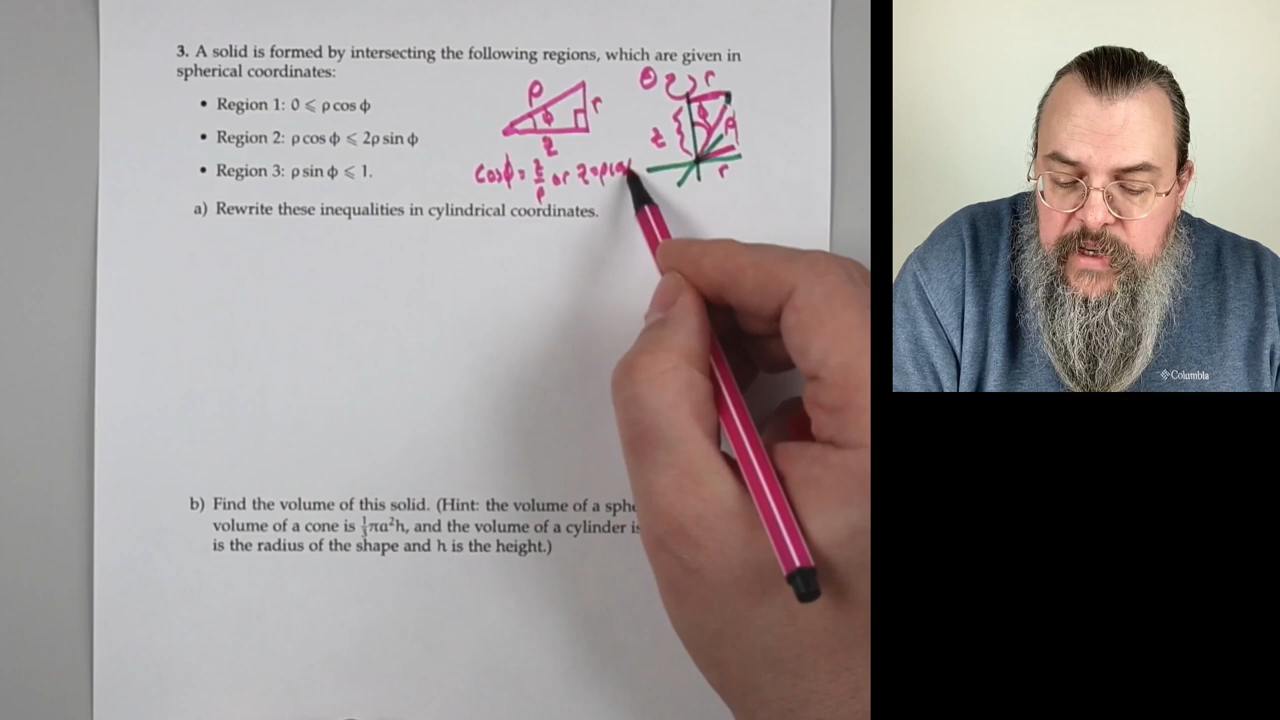 3. A solid is formed by intersecting the following regions, which are given in
spherical coordinates:
• Region 1: 0 ⩽ ρ cos ϕ
• Region 2: ρ cos ϕ ⩽ 2ρ sin ϕ
• Region 3: ρ sin ϕ ⩽ 1.
ρ
r
ϕ
z
cos ϕ = z/ρ or z = ρ cos
θ
r
ϕ
z
ρ
r
a) Rewrite these inequalities in cylindrical coordinates.
b) Find the volume of this solid. (Hint: the volume of a sphe
volume of a cone is ⅓πa²h, and the volume of a cylinder is
is the radius of the shape and h is the height.)
Columbia